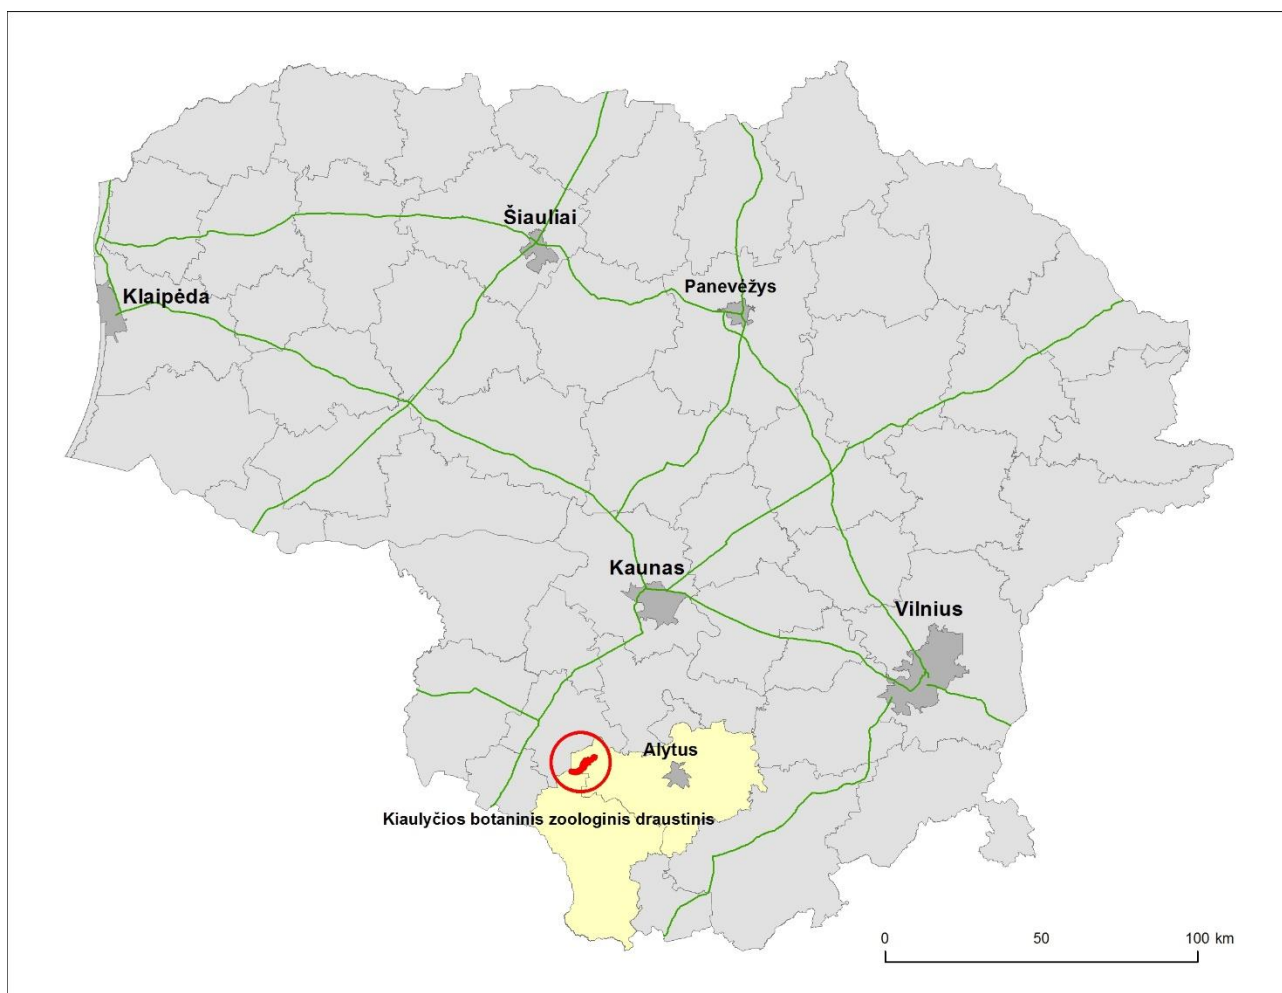 Šiauliai
Panevėžys
Klaipėda
Kaunas
Vilnius
Alytus
Kiaulyčios botaninis zoologinis draustinis
0 50 100 km